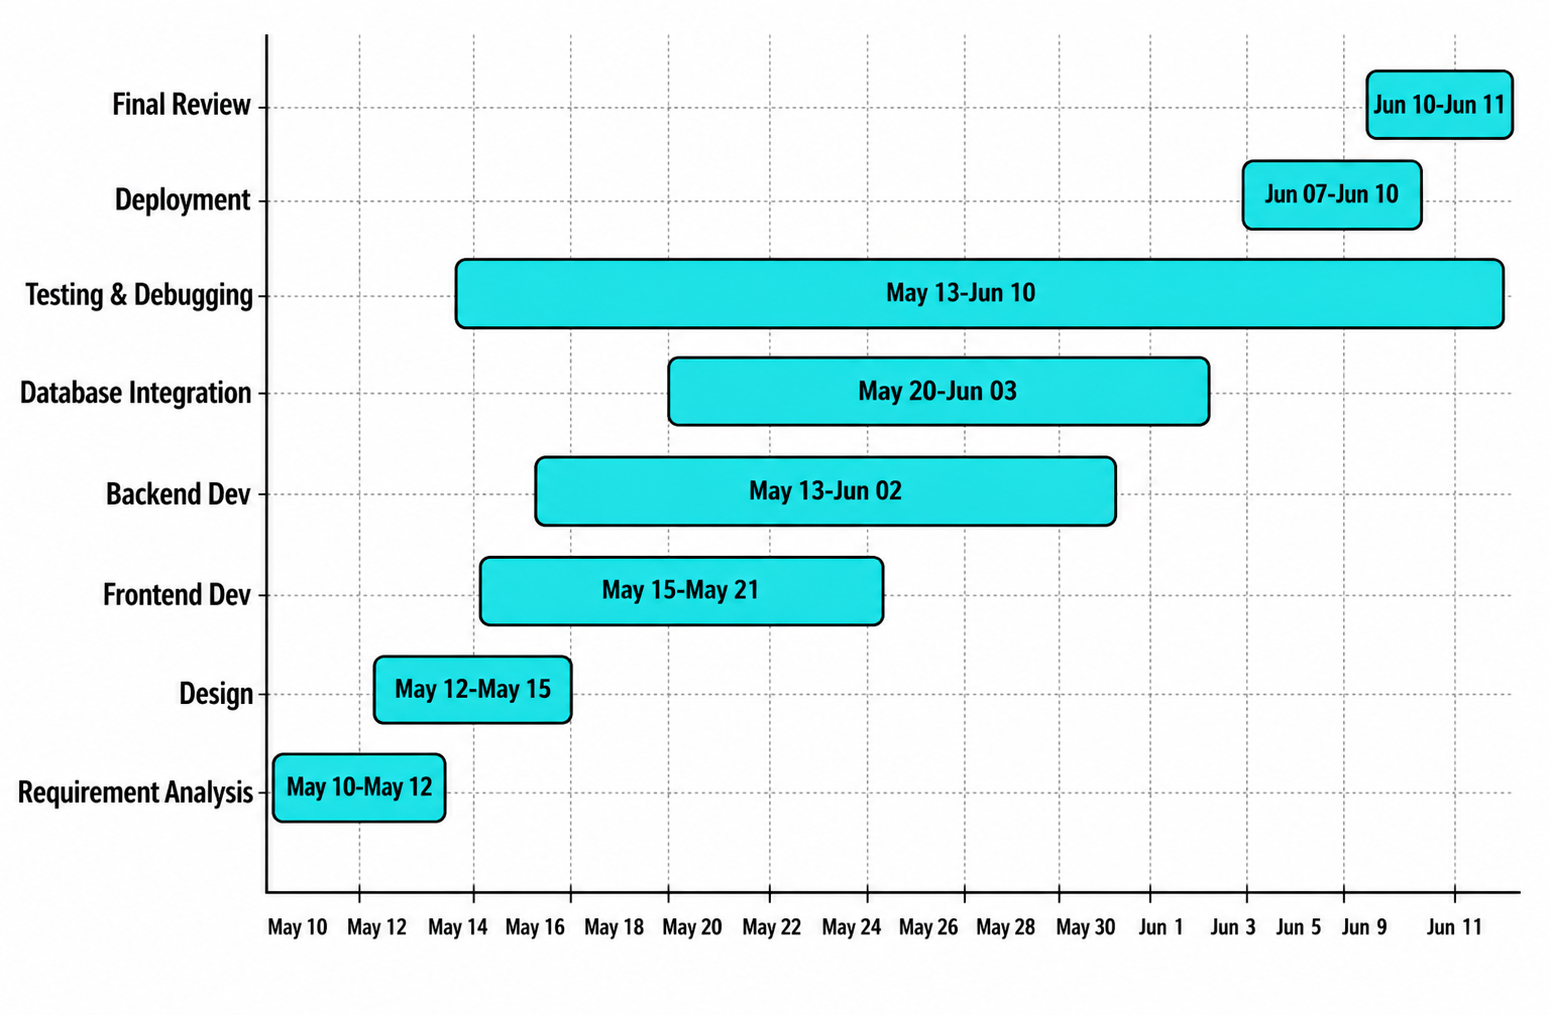 Final Review
Jun 10-Jun 11
Deployment
Jun 07-Jun 10
Testing & Debugging
May 13-Jun 10
Database Integration
May 20-Jun 03
Backend Dev
May 13-Jun 02
Frontend Dev
May 15-May 21
Design
May 12-May 15
Requirement Analysis
May 10-May 12
May 10 May 12 May 14 May 16 May 18 May 20 May 22 May 24 May 26 May 28 May 30 Jun 1 Jun 3 Jun 5 Jun 9 Jun 11